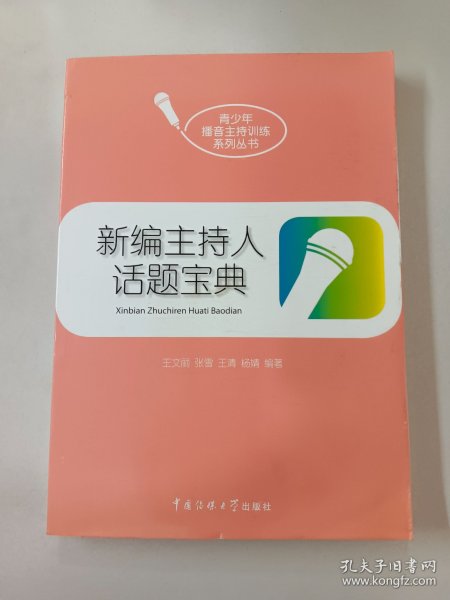 青少年
播音主持训练
系列丛书
新编主持人
话题宝典
Xinbian Zhuchiren Huati Baodian
王文丽 张雪 王清 杨婧 编著
中国传媒大学出版社
孔夫子旧书网
www.kongfz.com